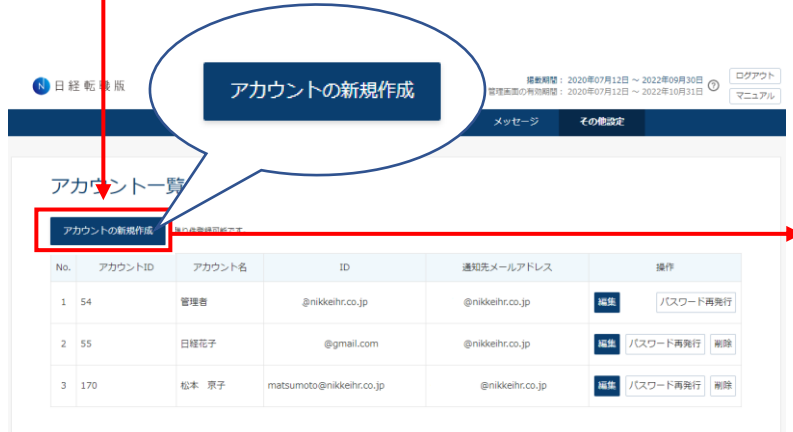 アカウントの新規作成
日経転職版
掲載期間： 2020年07月12日 ～ 2022年09月30日
管理画面の有効期間： 2020年07月12日 ～ 2022年10月31日
?
ログアウト
マニュアル
メッセージ
その他設定
アカウント一覧
アカウントの新規作成
No. アカウントID アカウント名 ID 通知先メールアドレス 操作
1 54 管理者 @nikkeihr.co.jp @nikkeihr.co.jp 編集 パスワード再発行
2 55 日経花子 @gmail.com @nikkeihr.co.jp 編集 パスワード再発行 削除
3 170 松本 京子 matsumoto@nikkeihr.co.jp @nikkeihr.co.jp 編集 パスワード再発行 削除